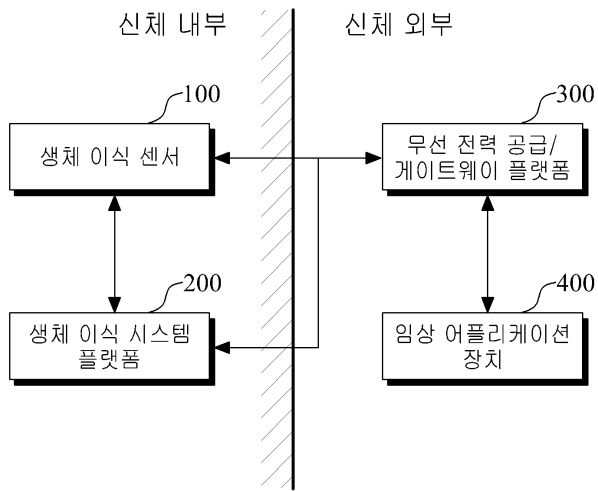 신체 내부
신체 외부
100
생체 이식 센서
300
무선 전력 공급/
게이트웨이 플랫폼
200
생체 이식 시스템
플랫폼
400
임상 어플리케이션
장치